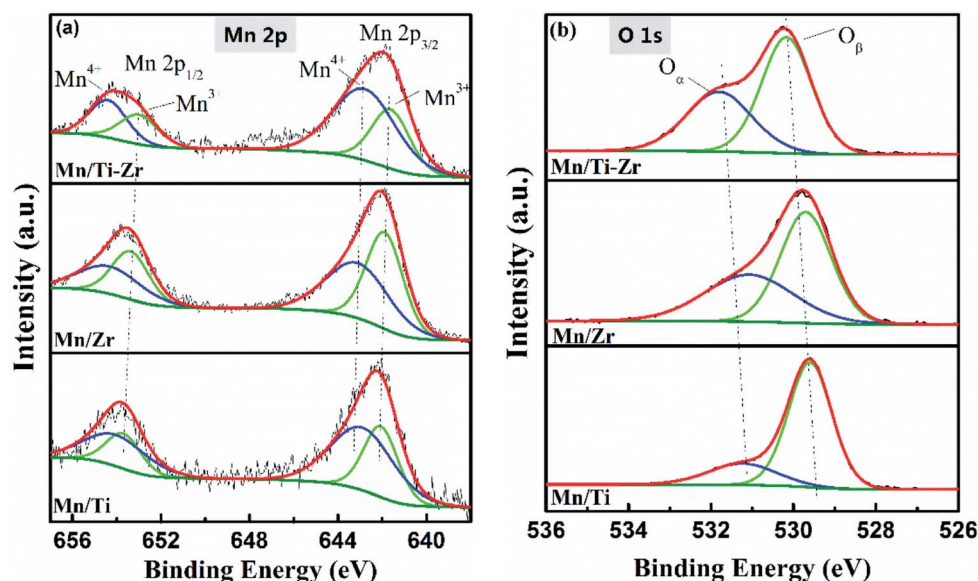 (a)
Mn 2p
Mn 2p3/2
Mn4+
Mn 2p1/2
Mn3+
Mn4+
Mn3+
Mn/Ti-Zr
Mn/Zr
Mn/Ti
Intensity (a.u.)
656 652 648 644 640
Binding Energy (eV)
(b)
O 1s
Oα
Oβ
Mn/Ti-Zr
Mn/Zr
Mn/Ti
Intensity (a.u.)
536 534 532 530 528 526
Binding Energy (eV)